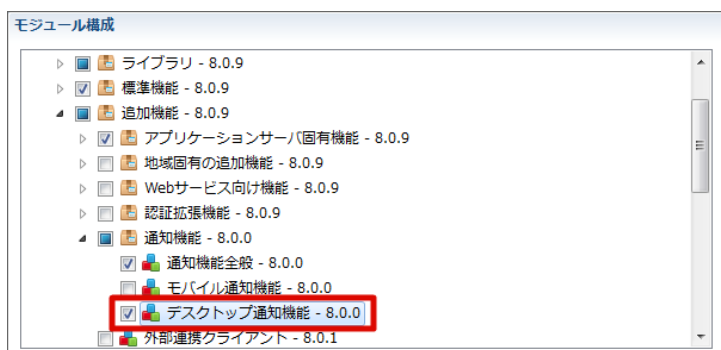 モジュール構成
ライブラリ - 8.0.9
標準機能 - 8.0.9
追加機能 - 8.0.9
アプリケーションサーバ固有機能 - 8.0.9
地域固有の追加機能 - 8.0.9
Webサービス向け機能 - 8.0.9
認証拡張機能 - 8.0.9
通知機能 - 8.0.0
通知機能全般 - 8.0.0
モバイル通知機能 - 8.0.0
デスクトップ通知機能 - 8.0.0
外部連携クライアント - 8.0.1